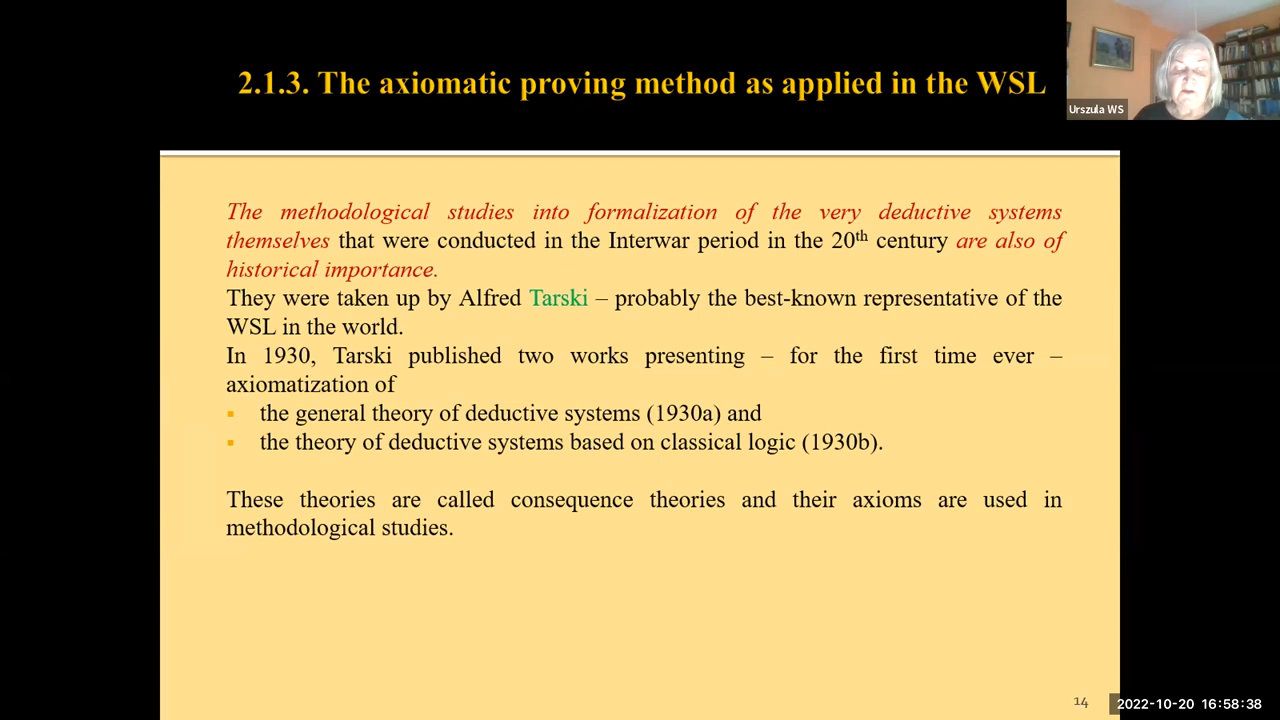 2.1.3. The axiomatic proving method as applied in the WSL
Urszula WS
The methodological studies into formalization of the very deductive systems
themselves that were conducted in the Interwar period in the 20th century are also of
historical importance.
They were taken up by Alfred Tarski – probably the best-known representative of the
WSL in the world.
In 1930, Tarski published two works presenting – for the first time ever –
axiomatization of
▪ the general theory of deductive systems (1930a) and
▪ the theory of deductive systems based on classical logic (1930b).
These theories are called consequence theories and their axioms are used in
methodological studies.
14
2022-10-20 16:58:38